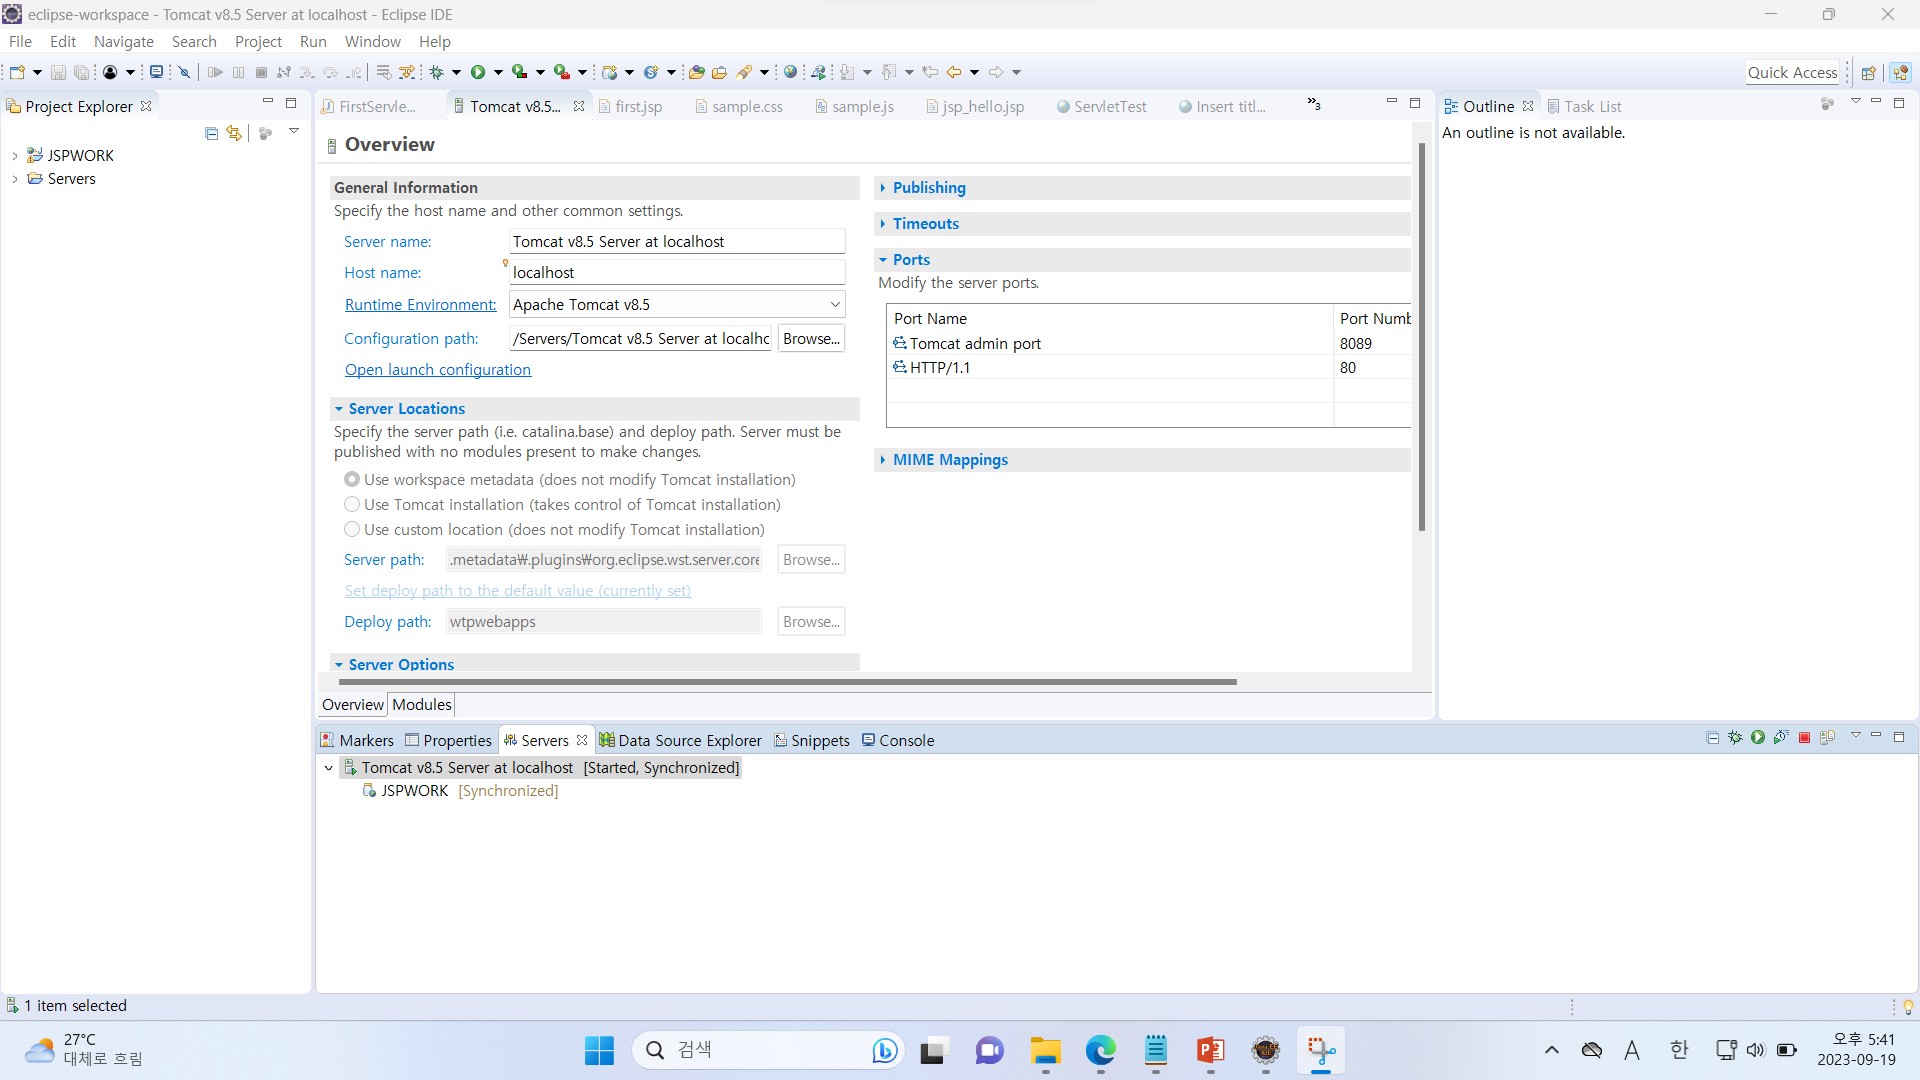 eclipse-workspace - Tomcat v8.5 Server at localhost - Eclipse IDE
File Edit Navigate Search Project Run Window Help
Quick Access
Project Explorer
JSPWORK
Servers
FirstServle...
Tomcat v8.5...
first.jsp
sample.css
sample.js
jsp_hello.jsp
ServletTest
Insert titl...
»3
Overview
General Information
Specify the host name and other common settings.
Server name: Tomcat v8.5 Server at localhost
Host name: localhost
Runtime Environment: Apache Tomcat v8.5
Configuration path: /Servers/Tomcat v8.5 Server at localhc Browse...
Open launch configuration
Server Locations
Specify the server path (i.e. catalina.base) and deploy path. Server must be
published with no modules present to make changes.
Use workspace metadata (does not modify Tomcat installation)
Use Tomcat installation (takes control of Tomcat installation)
Use custom location (does not modify Tomcat installation)
Server path: .metadata₩.plugins₩org.eclipse.wst.server.core Browse...
Set deploy path to the default value (currently set)
Deploy path: wtpwebapps Browse...
Server Options
Publishing
Timeouts
Ports
Modify the server ports.
Port Name Port Numb
Tomcat admin port 8089
HTTP/1.1 80
MIME Mappings
Overview Modules
Outline Task List
An outline is not available.
Markers Properties Servers Data Source Explorer Snippets Console
Tomcat v8.5 Server at localhost [Started, Synchronized]
JSPWORK [Synchronized]
1 item selected
27°C
대체로 흐림
검색
A 한
오후 5:41
2023-09-19